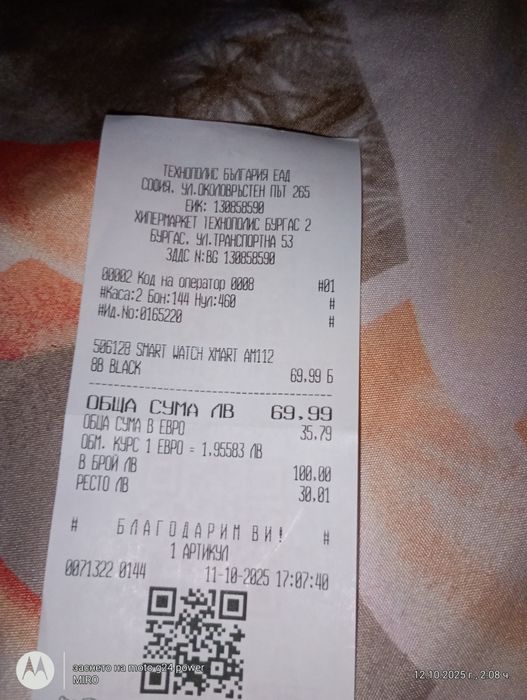 ТЕХНОПОЛИС БЪЛГАРИЯ ЕАД
СОФИЯ, УЛ.ОКОЛОВРЪСТЕН ПЪТ 265
ЕИК: 130858590
ХИПЕРМАРКЕТ ТЕХНОПОЛИС БУРГАС 2
БУРГАС, УЛ.ТРАНСПОРТНА 53
ЗДДС N:BG 130858590
00002 Код на оператор 0008 #01
#Каса:2 Бон:144 Нул:460 #
#Ид.No:0165220 #
506128 SMART WATCH XMART AM112
8B BLACK 69.99 Б
ОБЩА СУМА ЛВ 69.99
ОБЩА СУМА В ЕВРО 35.79
ОБМ. КУРС 1 ЕВРО = 1.95583 ЛВ
В БРОЙ ЛВ 100.00
РЕСТО ЛВ 30.01
# БЛАГОДАРИМ ВИ! #
1 АРТИКУЛ
0071322 0144 11-10-2025 17:07:40
заснето на moto g24 power
MIRO
12.10.2025 г., 2:08 ч.